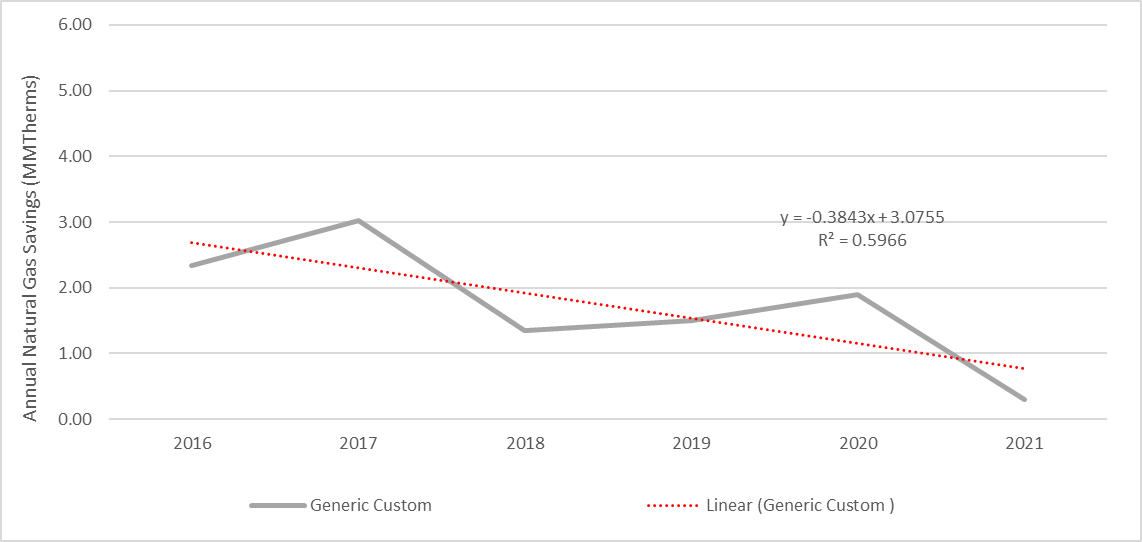 Annual Natural Gas Savings (MMTherms)
6.00
5.00
4.00
3.00
2.00
1.00
0.00
y = -0.3843x + 3.0755
R² = 0.5966
2016 2017 2018 2019 2020 2021
Generic Custom Linear (Generic Custom )